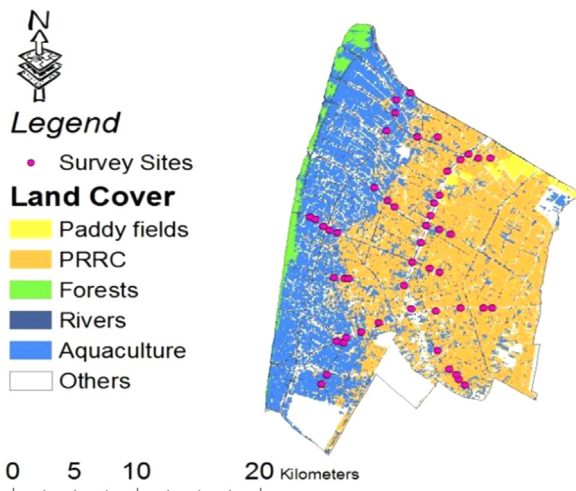 N
Legend
Survey Sites
Land Cover
Paddy fields
PRRC
Forests
Rivers
Aquaculture
Others
0 5 10 20 Kilometers